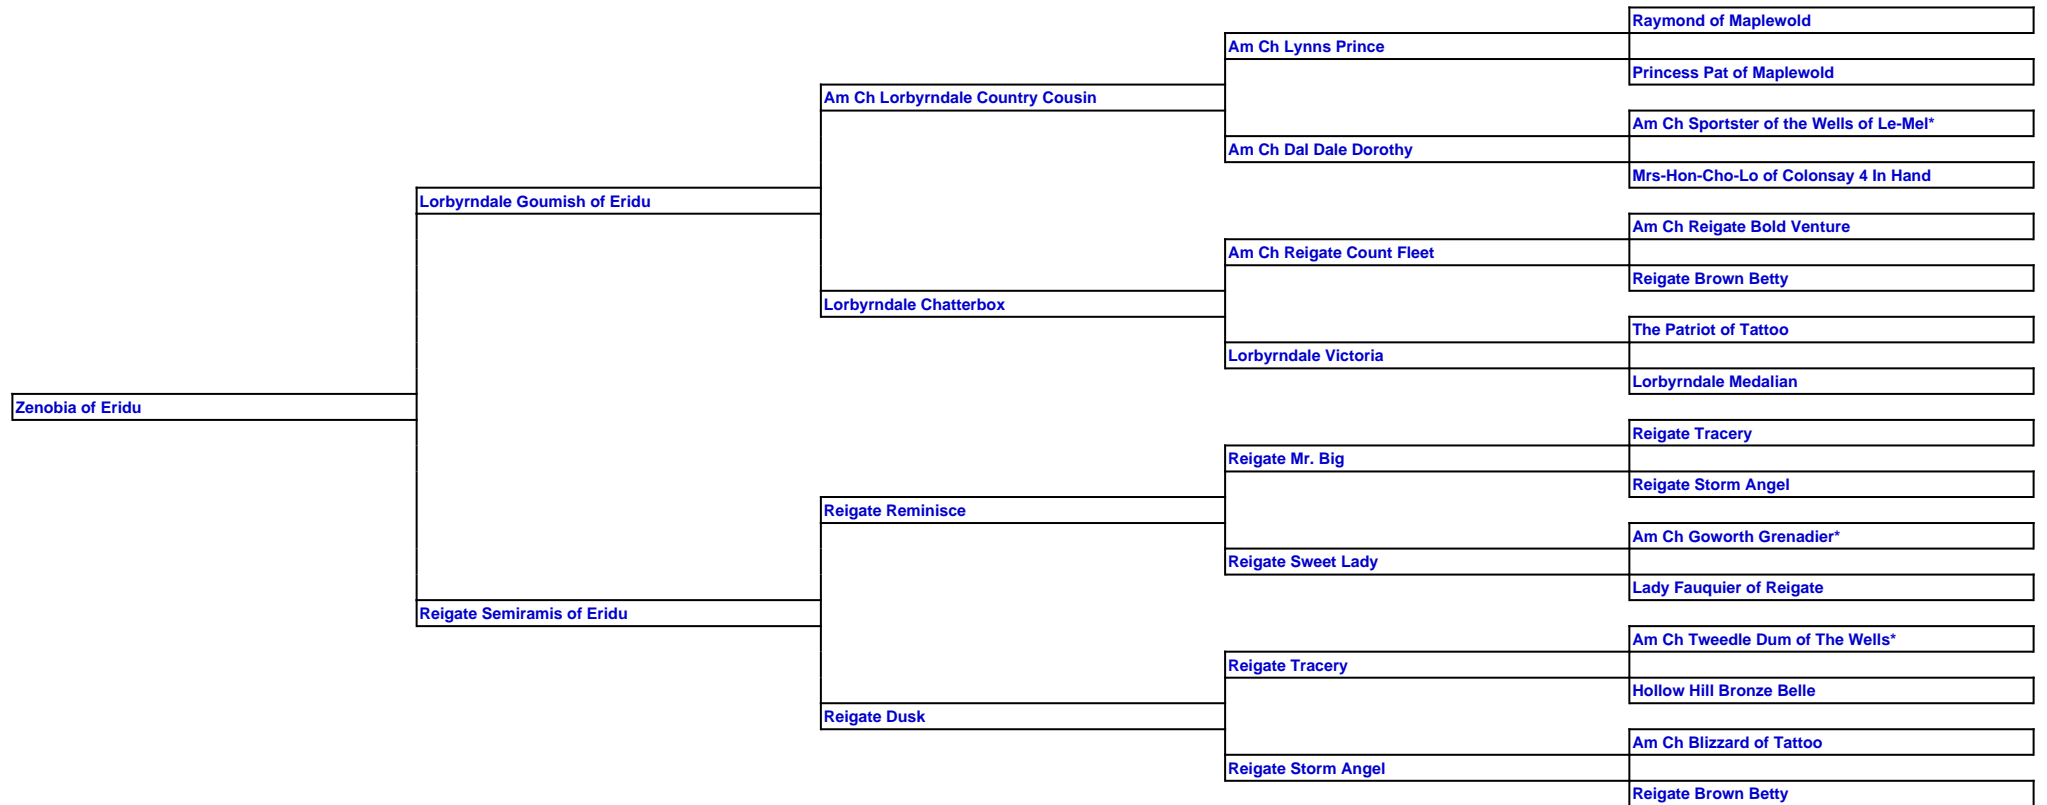 Raymond of Maplewold
Am Ch Lynns Prince
Princess Pat of Maplewold
Am Ch Lorbyrndale Country Cousin
Am Ch Sportster of the Wells of Le-Mel*
Am Ch Dal Dale Dorothy
Mrs-Hon-Cho-Lo of Colonsay 4 In Hand
Lorbyrndale Goumish of Eridu
Am Ch Reigate Bold Venture
Am Ch Reigate Count Fleet
Reigate Brown Betty
Lorbyrndale Chatterbox
The Patriot of Tattoo
Lorbyrndale Victoria
Lorbyrndale Medalian
Zenobia of Eridu
Reigate Tracery
Reigate Mr. Big
Reigate Storm Angel
Reigate Reminisce
Am Ch Goworth Grenadier*
Reigate Sweet Lady
Lady Fauquier of Reigate
Reigate Semiramis of Eridu
Am Ch Tweedle Dum of The Wells*
Reigate Tracery
Hollow Hill Bronze Belle
Reigate Dusk
Am Ch Blizzard of Tattoo
Reigate Storm Angel
Reigate Brown Betty